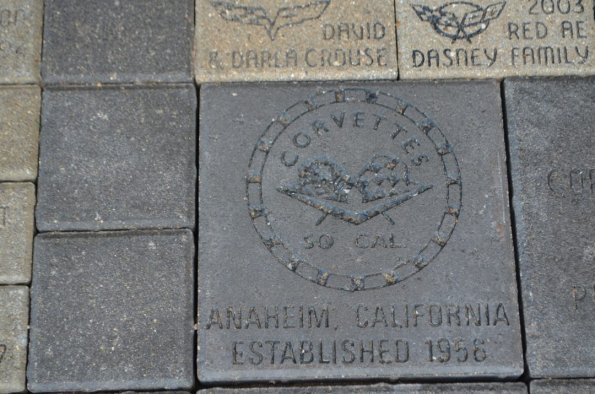 DAVID
& DARLA CROUSE
2003
RED AE
DASNEY FAMILY
CORVETTES
SO CAL
ANAHEIM, CALIFORNIA
ESTABLISHED 1956